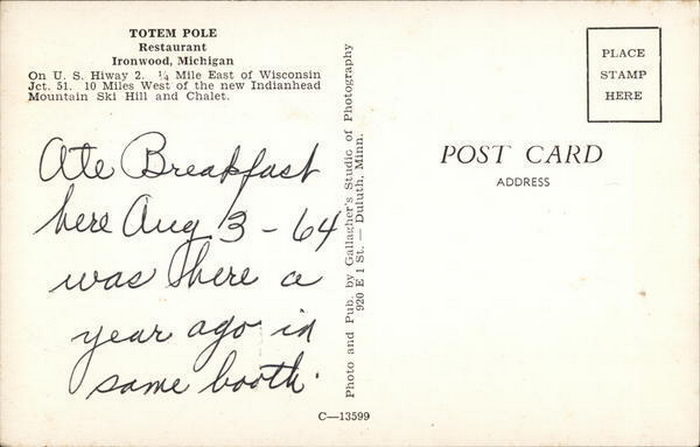 TOTEM POLE
Restaurant
Ironwood, Michigan
On U. S. Hiway 2. ¼ Mile East of Wisconsin
Jct. 51. 10 Miles West of the new Indianhead
Mountain Ski Hill and Chalet.
Ate Breakfast
here Aug 3 - 64
was there a
year ago in
same booth.
Photo and Pub. by Gallagher's Studio of Photography
920 E 1 St. — Duluth, Minn.
C—13599
PLACE
STAMP
HERE
POST CARD
ADDRESS